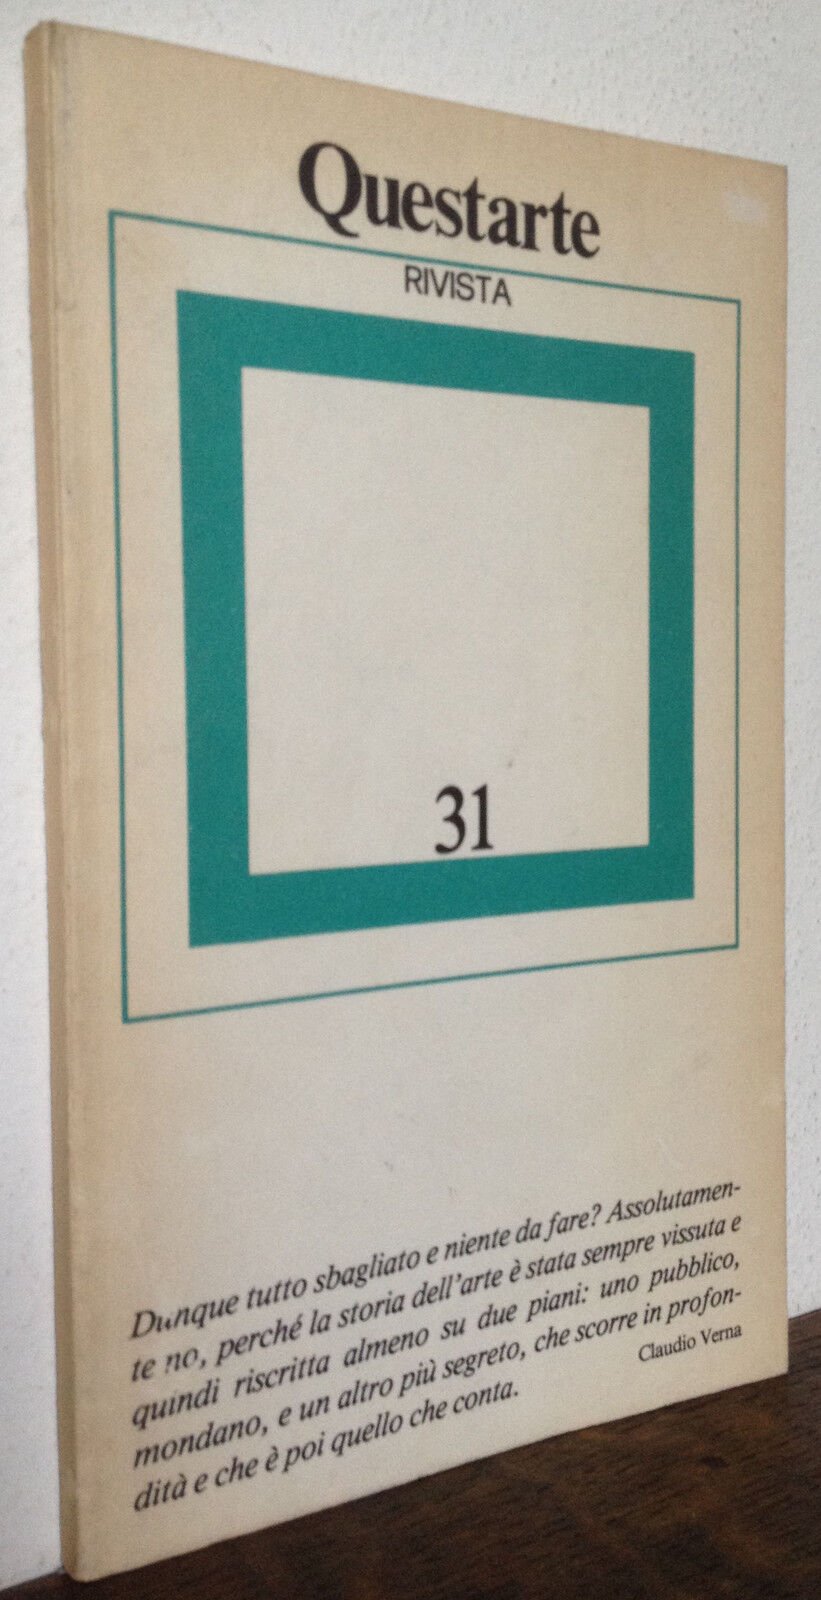 Questarte
RIVISTA
31
Dunque tutto sbagliato e niente da fare? Assolutamen-
te no, perché la storia dell'arte è stata sempre vissuta e
quindi riscritta almeno su due piani: uno pubblico,
mondano, e un altro più segreto, che scorre in profon-
dità e che è poi quello che conta.
Claudio Verna